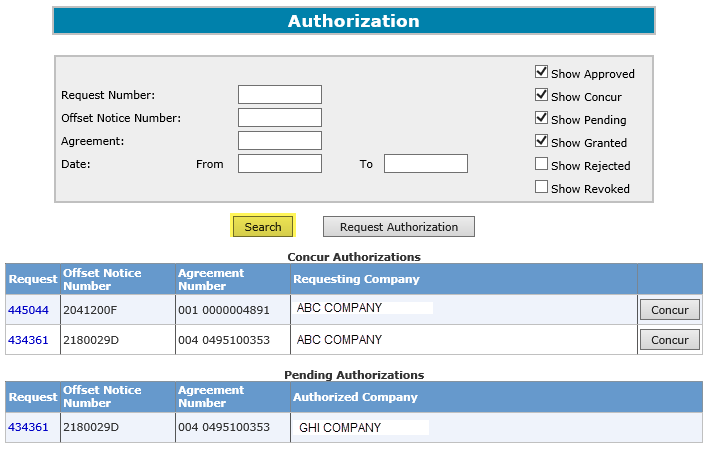 Authorization
Show Approved
Request Number:
Show Concur
Offset Notice Number:
Show Pending
Agreement:
Show Granted
Date: From To
Show Rejected
Show Revoked
Search Request Authorization
Concur Authorizations
Request Offset Notice Number Agreement Number Requesting Company
445044 2041200F 001 0000004891 ABC COMPANY Concur
434361 2180029D 004 0495100353 ABC COMPANY Concur
Pending Authorizations
Request Offset Notice Number Agreement Number Authorized Company
434361 2180029D 004 0495100353 GHI COMPANY